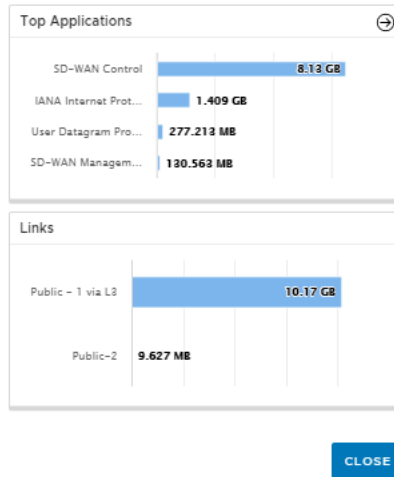 Top Applications
SD-WAN Control 8.13 GB
IANA Internet Prot... 1.409 GB
User Datagram Pro... 277.213 MB
SD-WAN Managem... 130.563 MB
Links
Public - 1 via L3 10.17 GB
Public-2 9.627 MB
CLOSE